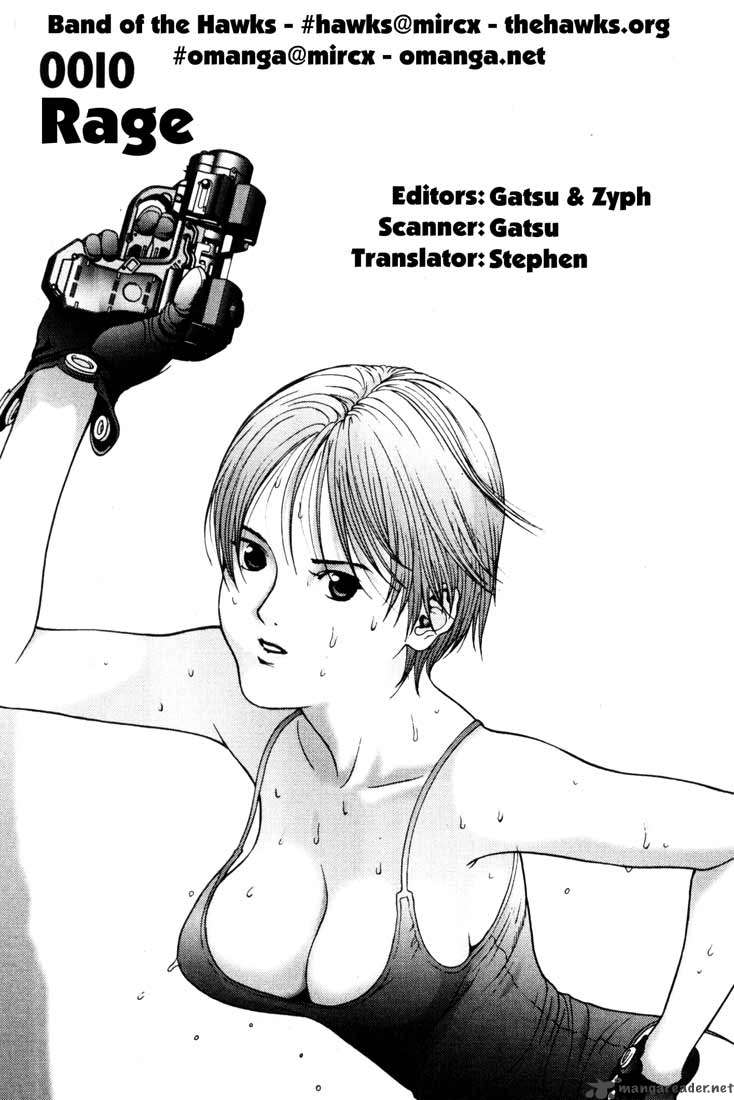 Band of the Hawks - #hawks@mircx - thehawks.org
#omanga@mircx - omanga.net
0010
Rage
Editors: Gatsu & Zyph
Scanner: Gatsu
Translator: Stephen
mangareader.net